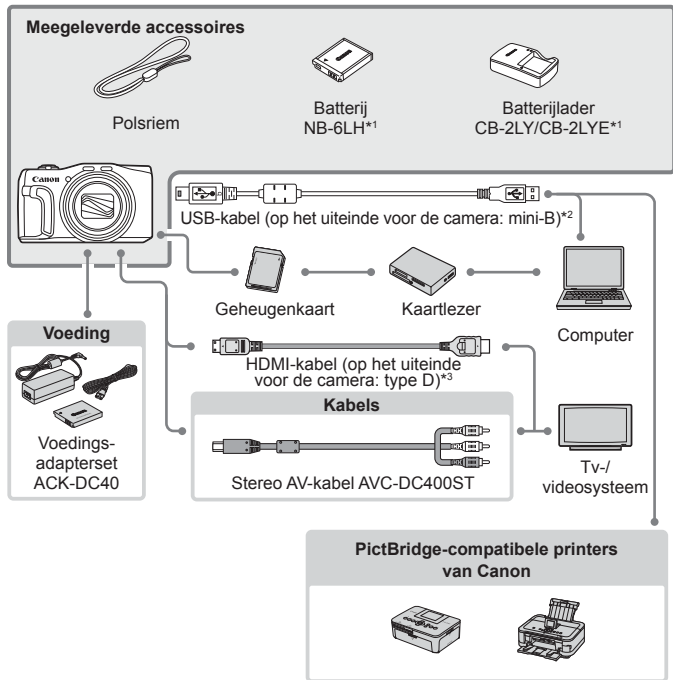 Meegeleverde accessoires
Polsriem
Batterij
NB-6LH*1
Batterijlader
CB-2LY/CB-2LYE*1
Canon
USB-kabel (op het uiteinde voor de camera: mini-B)*2
Geheugenkaart
Kaartlezer
Computer
HDMI-kabel (op het uiteinde
voor de camera: type D)*3
Voeding
Voedings-
adapterset
ACK-DC40
Kabels
Stereo AV-kabel AVC-DC400ST
Tv-/
videosysteem
PictBridge-compatibele printers
van Canon